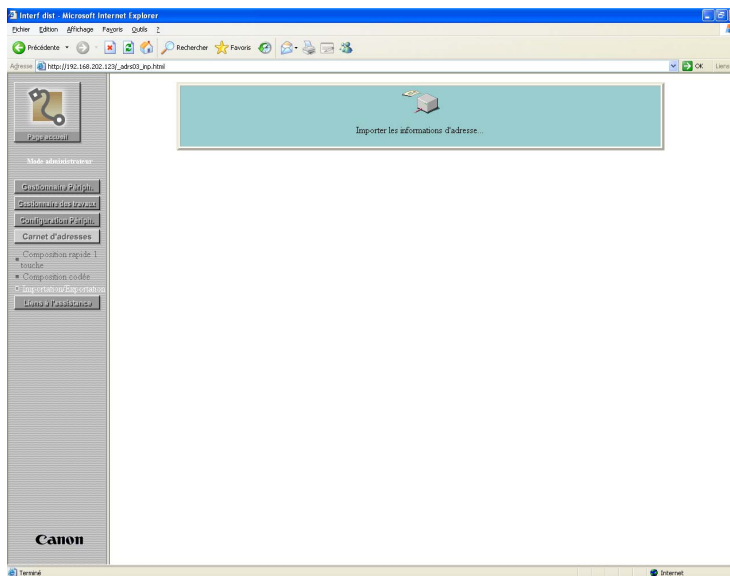 Interf dist - Microsoft Internet Explorer
Fichier Edition Affichage Favoris Outils ?
Précédente Rechercher Favoris
Adresse http://192.168.202.123/_adrs03_inp.html OK Liens
Page accueil
Importer les informations d'adresse...
Mode administrateur
Gestionnaire Périph.
Gestionnaire des travaux
Configuration Périph.
Carnet d'adresses
Composition rapide 1
touche
Composition codée
Importation/Exportation
Liens à l'assistance
Canon
Terminé Internet